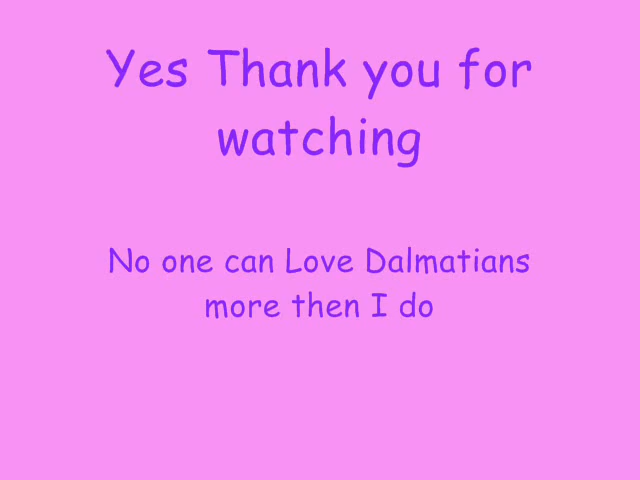 Yes Thank you for
watching
No one can Love Dalmatians
more then I do